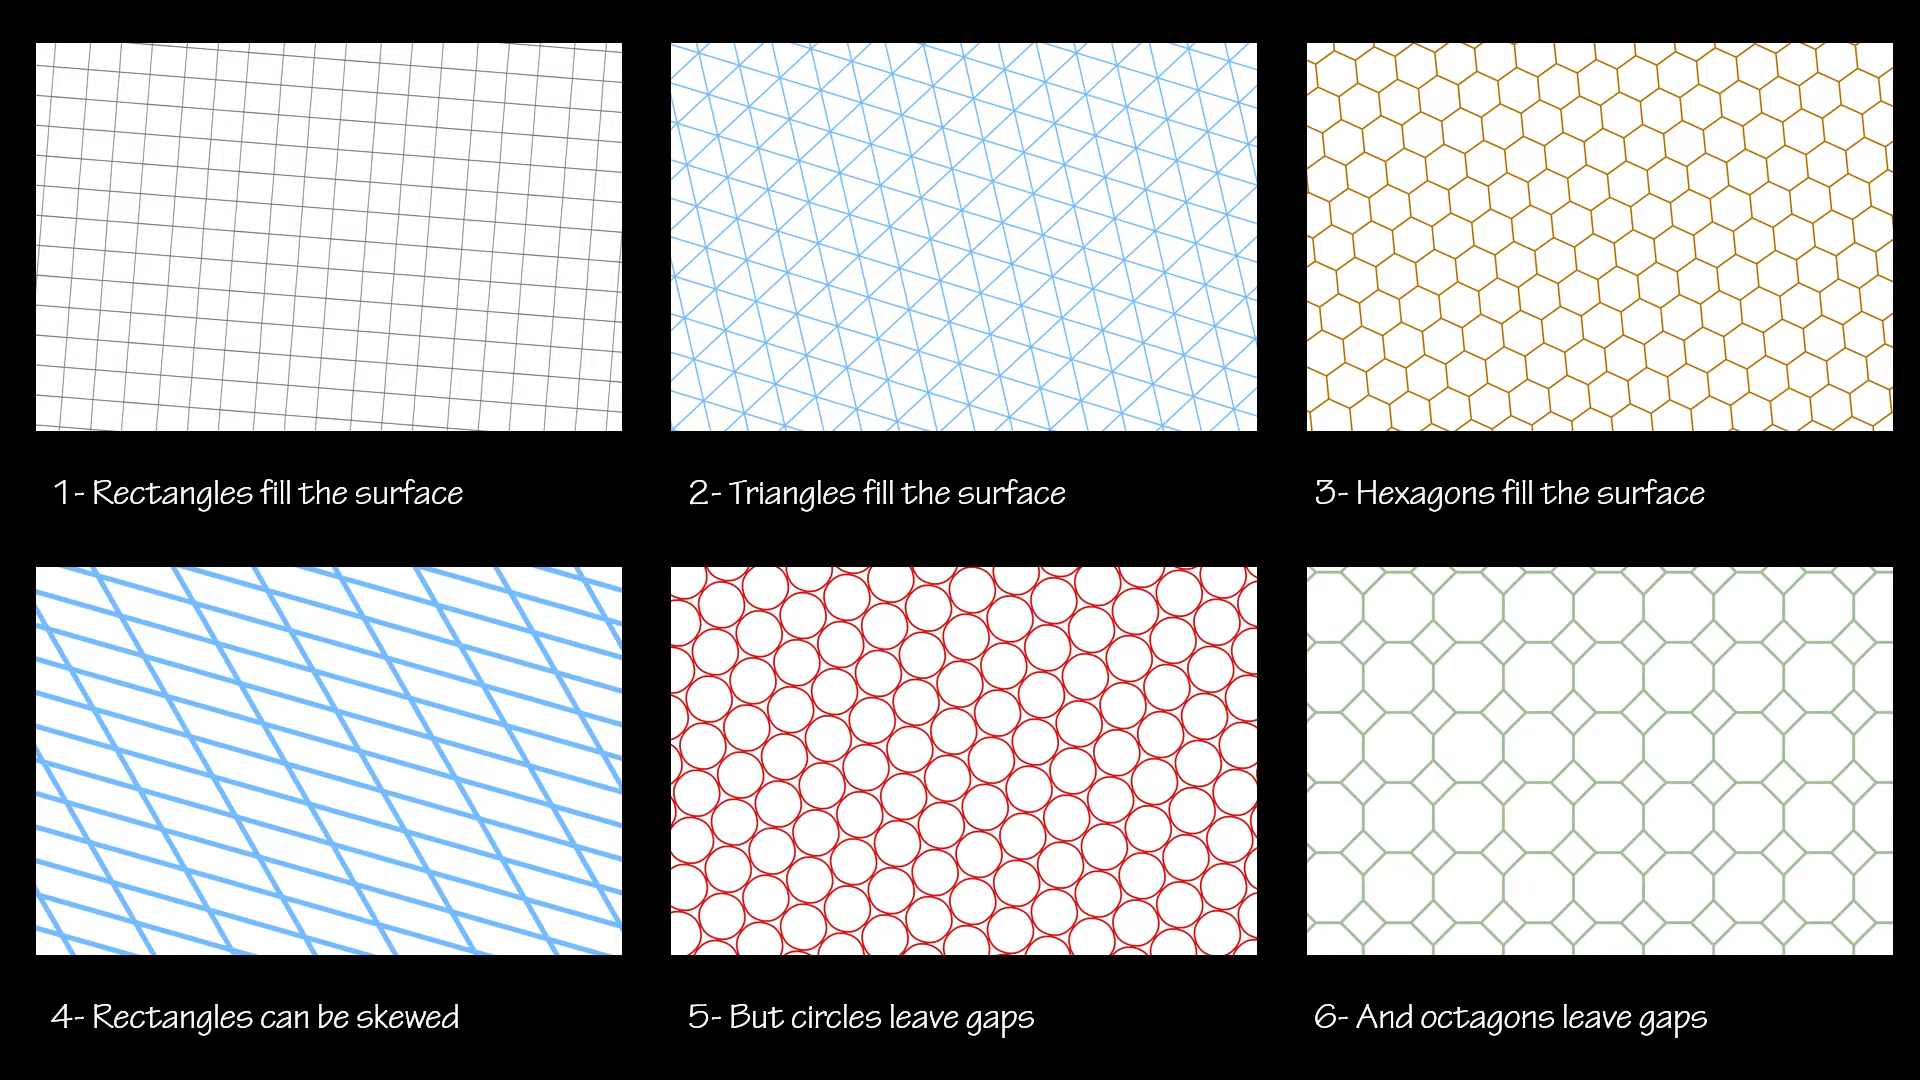 1- Rectangles fill the surface
2- Triangles fill the surface
3- Hexagons fill the surface
4- Rectangles can be skewed
5- But circles leave gaps
6- And octagons leave gaps